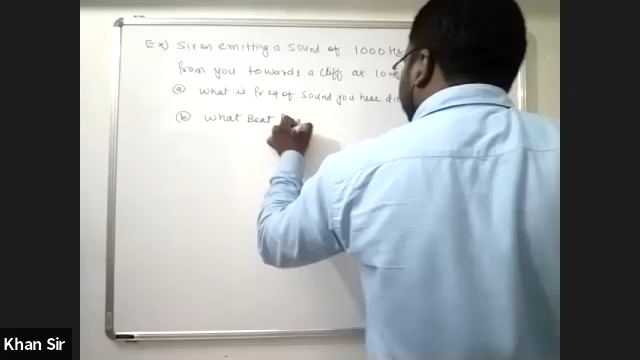 Ex) Siren emitting a sound of 1000 Hz
from you towards a cliff at 10 m/
(a) What is freq of sound you hear di
(b) What Beat
Khan Sir